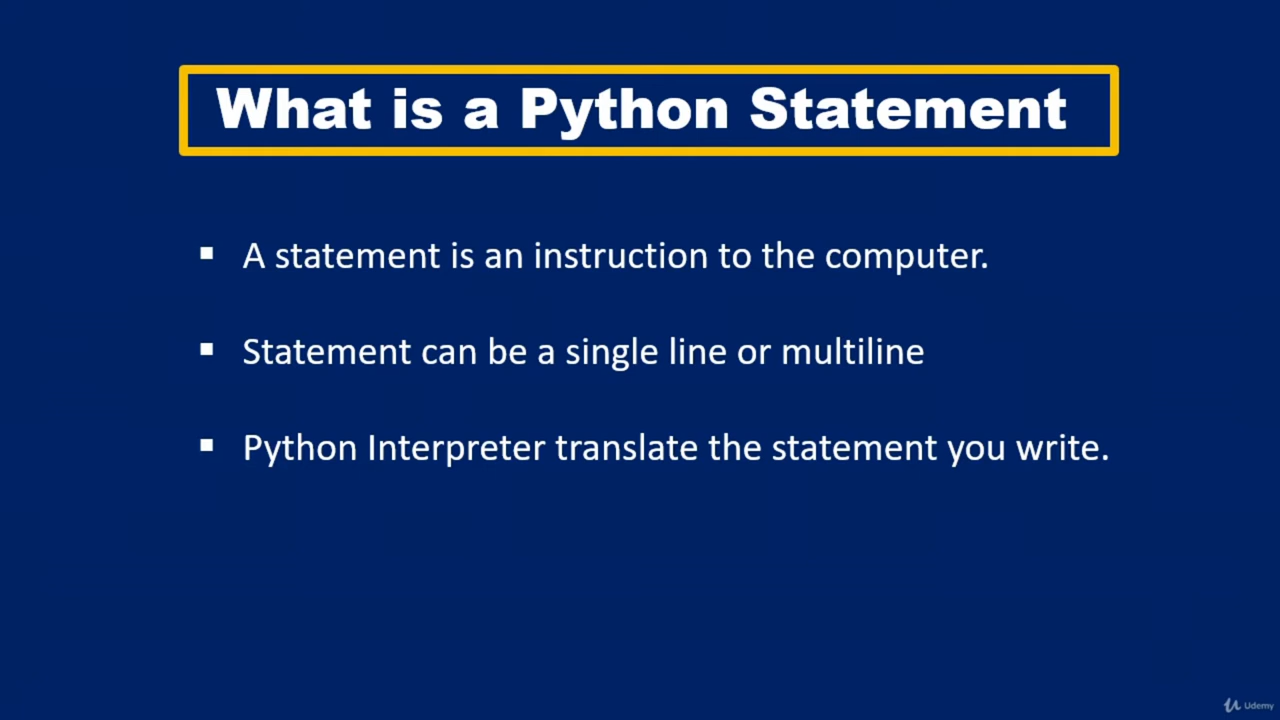 What is a Python Statement
▪ A statement is an instruction to the computer.
▪ Statement can be a single line or multiline
▪ Python Interpreter translate the statement you write.
Udemy